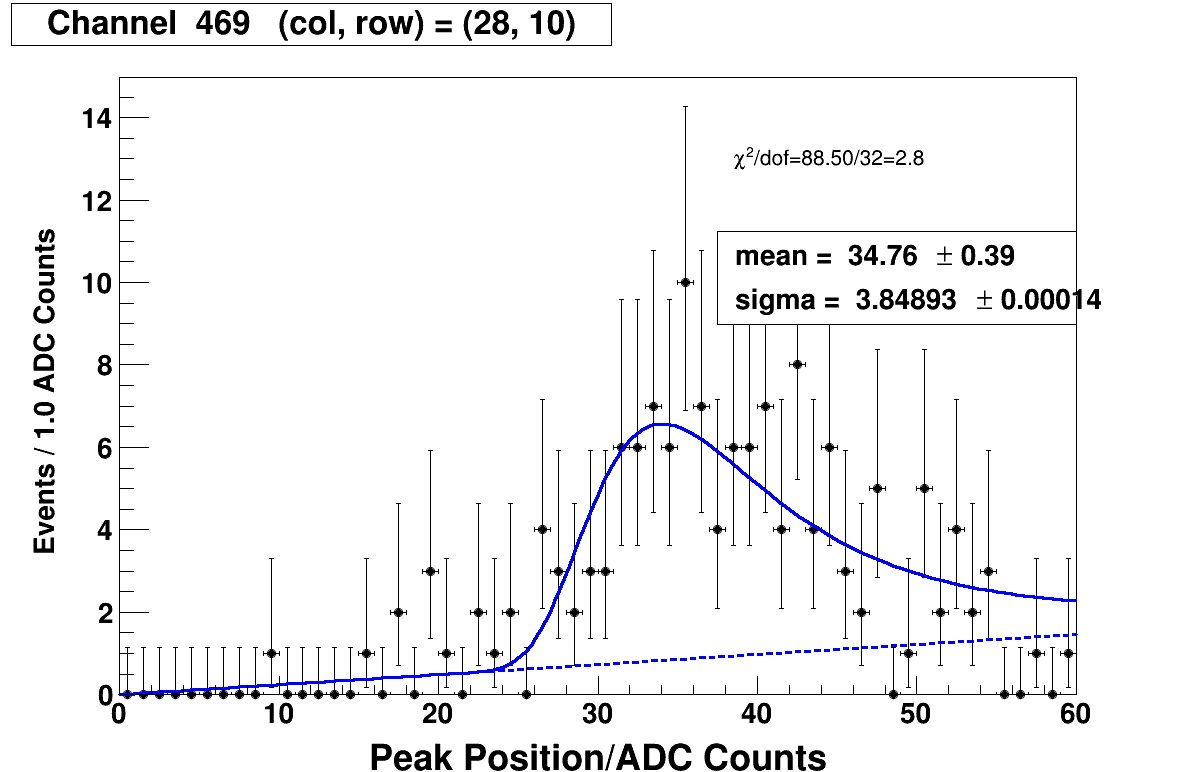 Channel 469 (col, row) = (28, 10)
χ²/dof=88.50/32=2.8
mean = 34.76 ± 0.39
sigma = 3.84893 ± 0.00014
Events / 1.0 ADC Counts
14
12
10
8
6
4
2
0
0 10 20 30 40 50 60
Peak Position/ADC Counts